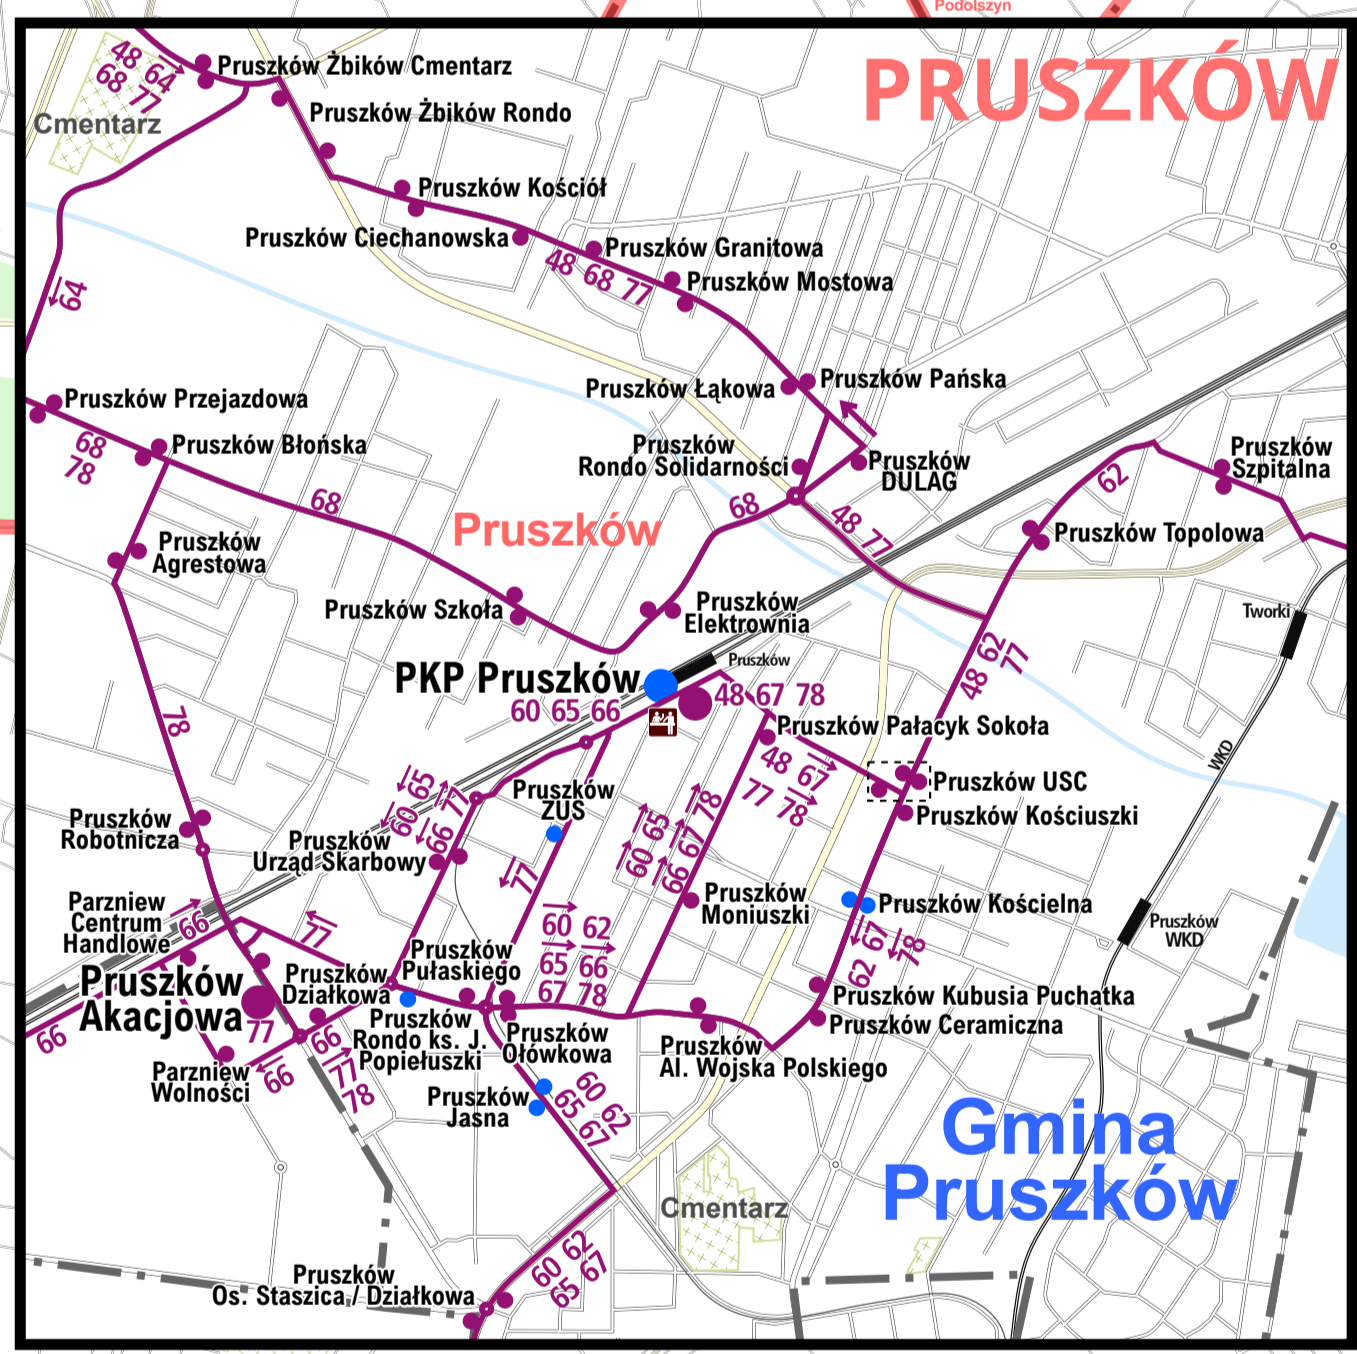 Podolszyn
PRUSZKÓW
48 64
68 77
Pruszków Żbików Cmentarz
Pruszków Żbików Rondo
Cmentarz
Pruszków Kościół
Pruszków Ciechanowska
Pruszków Granitowa
48 68 77
Pruszków Mostowa
64
Pruszków Łąkowa
Pruszków Pańska
Pruszków Przejazdowa
68
78
Pruszków Błońska
Pruszków
Rondo Solidarności
Pruszków
DULAG
Pruszków
Szpitalna
62
68
68
48 77
Pruszków
Pruszków Topolowa
Pruszków
Agrestowa
Pruszków Szkoła
Pruszków
Elektrownia
Tworki
PKP Pruszków
Pruszków
48 62
77
60 65 66
48 67 78
78
Pruszków Pałacyk Sokoła
WKD
48 67
77 78
Pruszków USC
60 65
66 77
Pruszków
ZUS
Pruszków
Robotnicza
Pruszków Kościuszki
60 65
66 67 78
Pruszków
Urząd Skarbowy
77
Parzniew
Centrum
Handlowe
66
77
Pruszków
Moniuszki
Pruszków Kościelna
Pruszków
WKD
60 62
65 66
67 78
62 67
78
Pruszków
Akacjowa
77
Pruszków
Działkowa
Pruszków
Pułaskiego
Pruszków Kubusia Puchatka
Pruszków Ceramiczna
66
66
77
78
Pruszków
Rondo ks. J.
Popiełuszki
Pruszków
Ołówkowa
Pruszków
Al. Wojska Polskiego
Parzniew
Wolności
66
Pruszków
Jasna
60 62
65 67
Gmina
Pruszków
Cmentarz
Pruszków
Os. Staszica / Działkowa
60 62
65 67